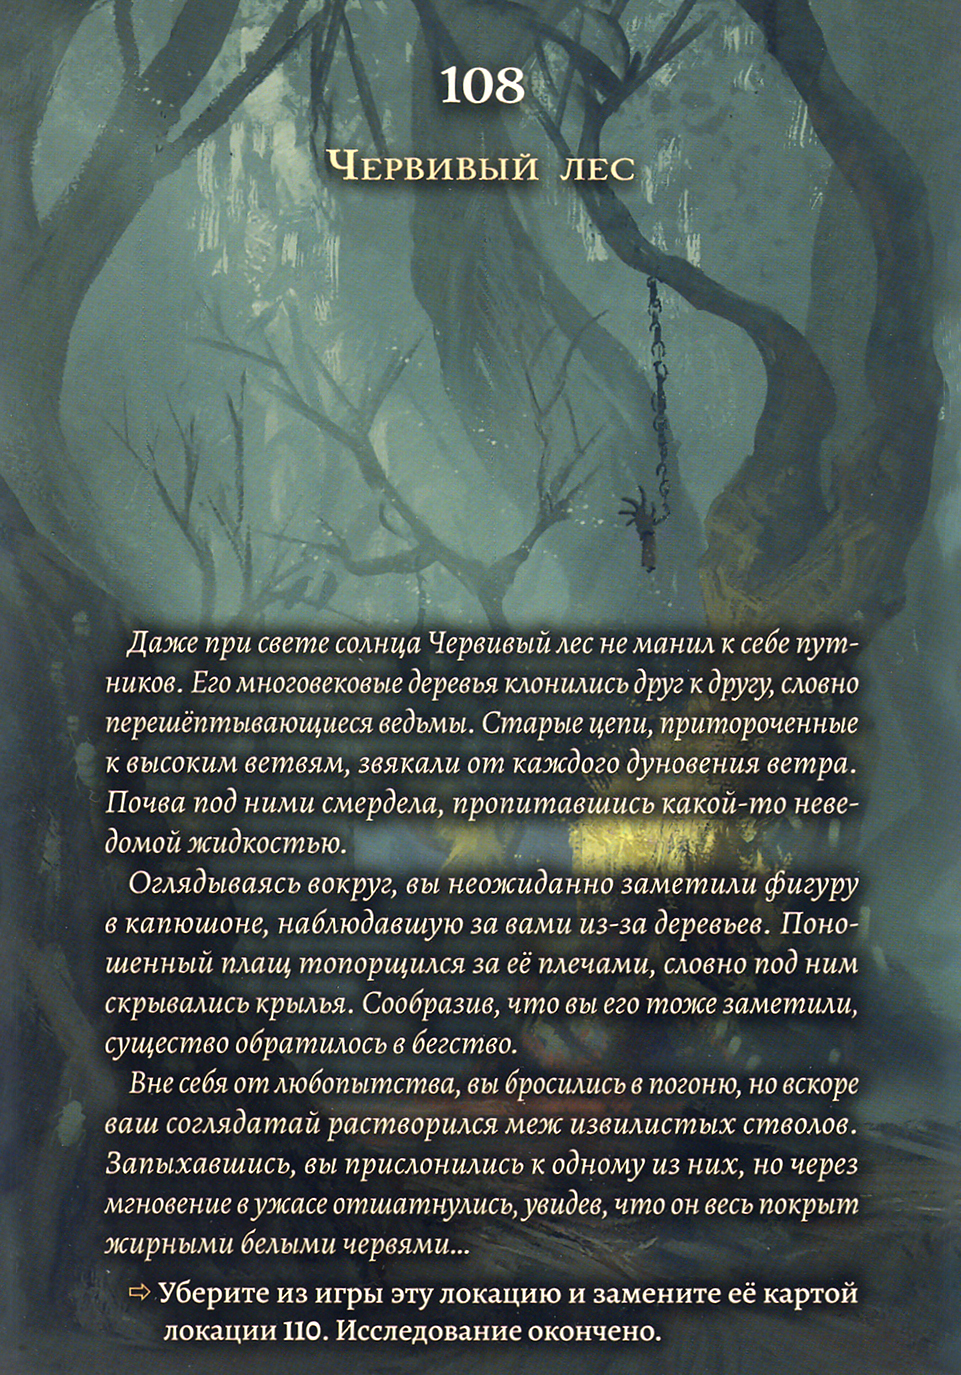 108
Червивый лес
Даже при свете солнца Червивый лес не манил к себе пут-
ников. Его многовековые деревья клонились друг к другу, словно
перешёптывающиеся ведьмы. Старые цепи, притороченные
к высоким ветвям, звякали от каждого дуновения ветра.
Почва под ними смердела, пропитавшись какой-то неве-
домой жидкостью.
Оглядываясь вокруг, вы неожиданно заметили фигуру
в капюшоне, наблюдавшую за вами из-за деревьев. Поно-
шенный плащ топорщился за её плечами, словно под ним
скрывались крылья. Сообразив, что вы его тоже заметили,
существо обратилось в бегство.
Вне себя от любопытства, вы бросились в погоню, но вскоре
ваш соглядатай растворился меж извилистых стволов.
Запыхавшись, вы прислонились к одному из них, но через
мгновение в ужасе отшатнулись, увидев, что он весь покрыт
жирными белыми червями...
⇨ Уберите из игры эту локацию и замените её картой
локации 110. Исследование окончено.